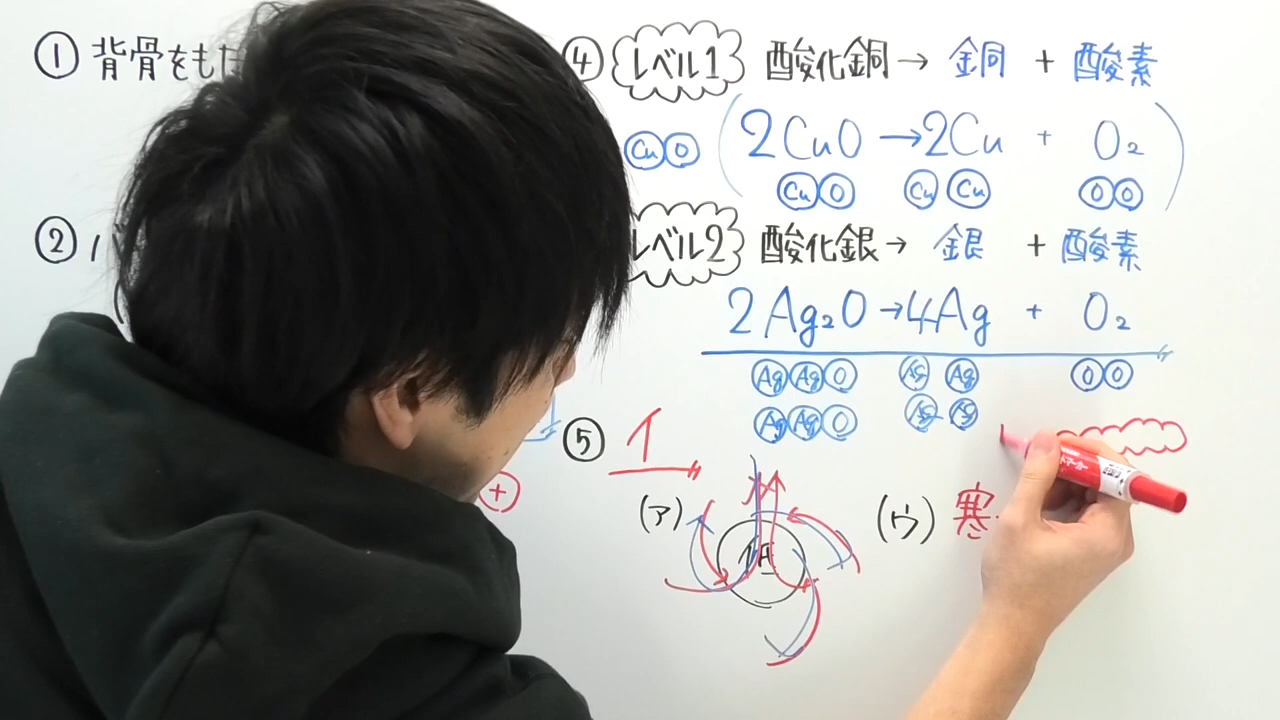 ① 背骨をもた
④ レベル1 酸化銅 → 銅 + 酸素
Cu O
2CuO → 2Cu + O₂
Cu O Cu Cu O O
②
レベル2 酸化銀 → 銀 + 酸素
2Ag₂O → 4Ag + O₂
Ag Ag O Ag Ag O O
Ag Ag O Ag Ag
⑤ イ
+
(ア) 低
(ウ) 寒